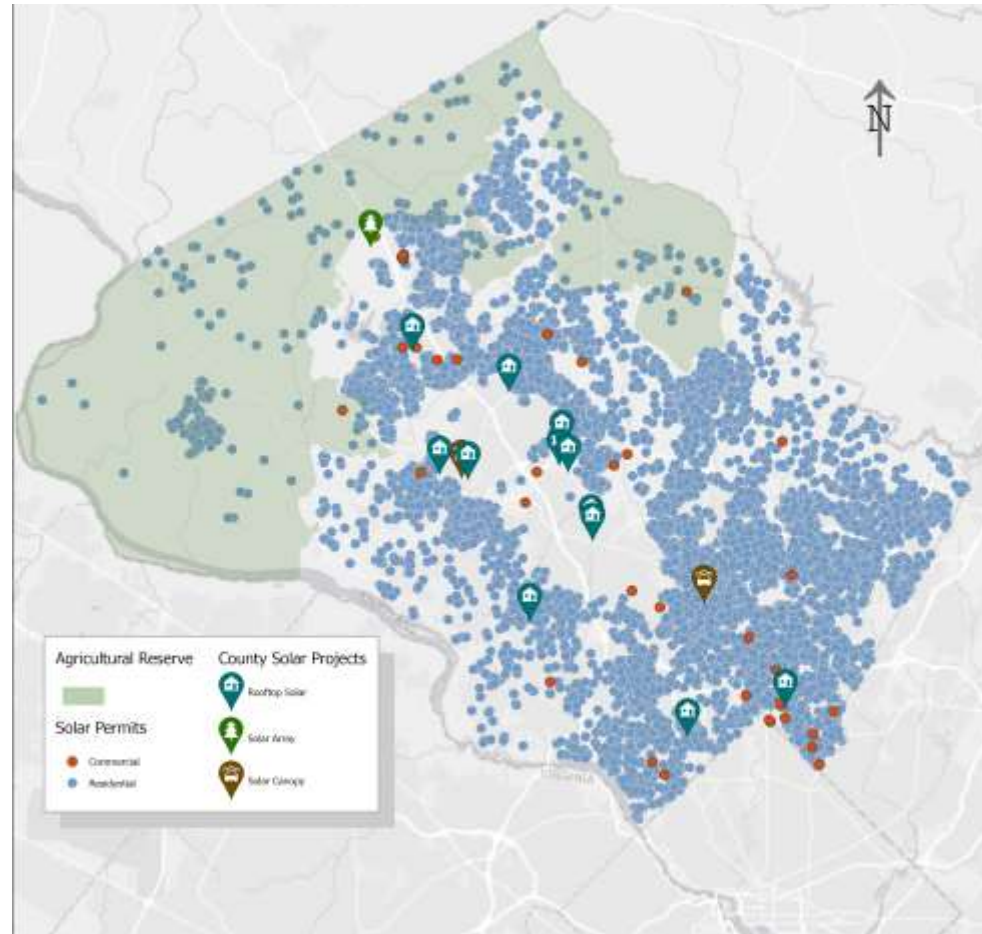 N
Agricultural Reserve
County Solar Projects
Rooftop Solar
Solar Permits
Solar Array
Commercial
Residential
Solar Canopy